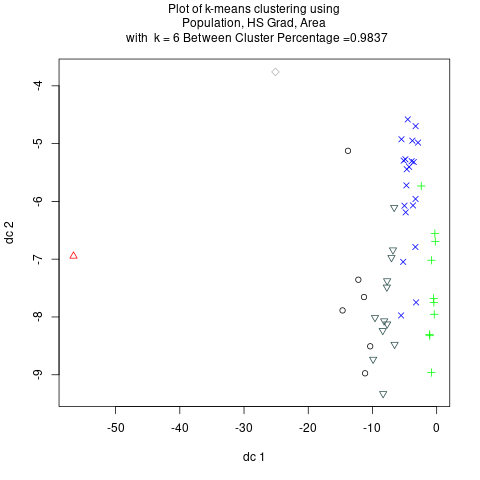 Plot of k-means clustering using
Population, HS Grad, Area
with k = 6 Between Cluster Percentage =0.9837
-4
-5
-6
-7
-8
-9
dc 2
-50 -40 -30 -20 -10 0
dc 1